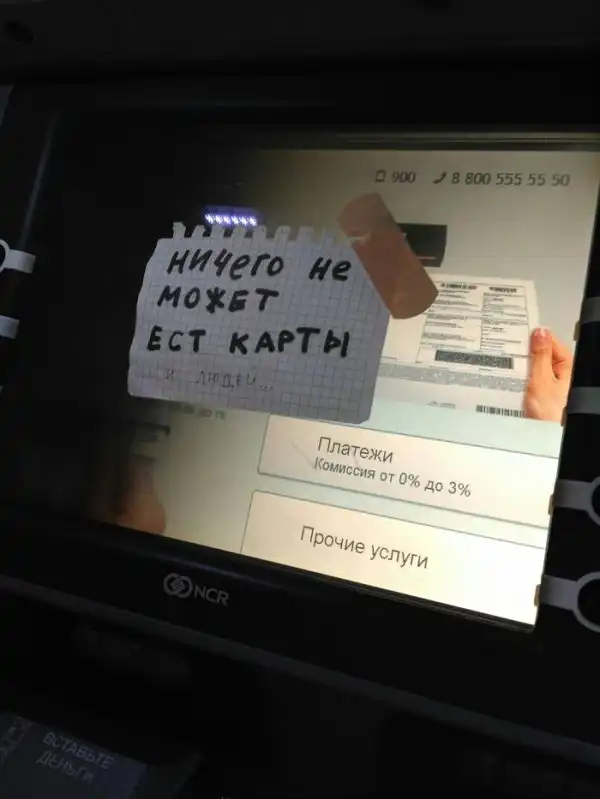 900 8 800 555 55 50
ничего не
может
ест карты
и людей...
Платежи
Комиссия от 0% до 3%
Прочие услуги
NCR
ВСТАВЬТЕ
ДЕНЬГИ